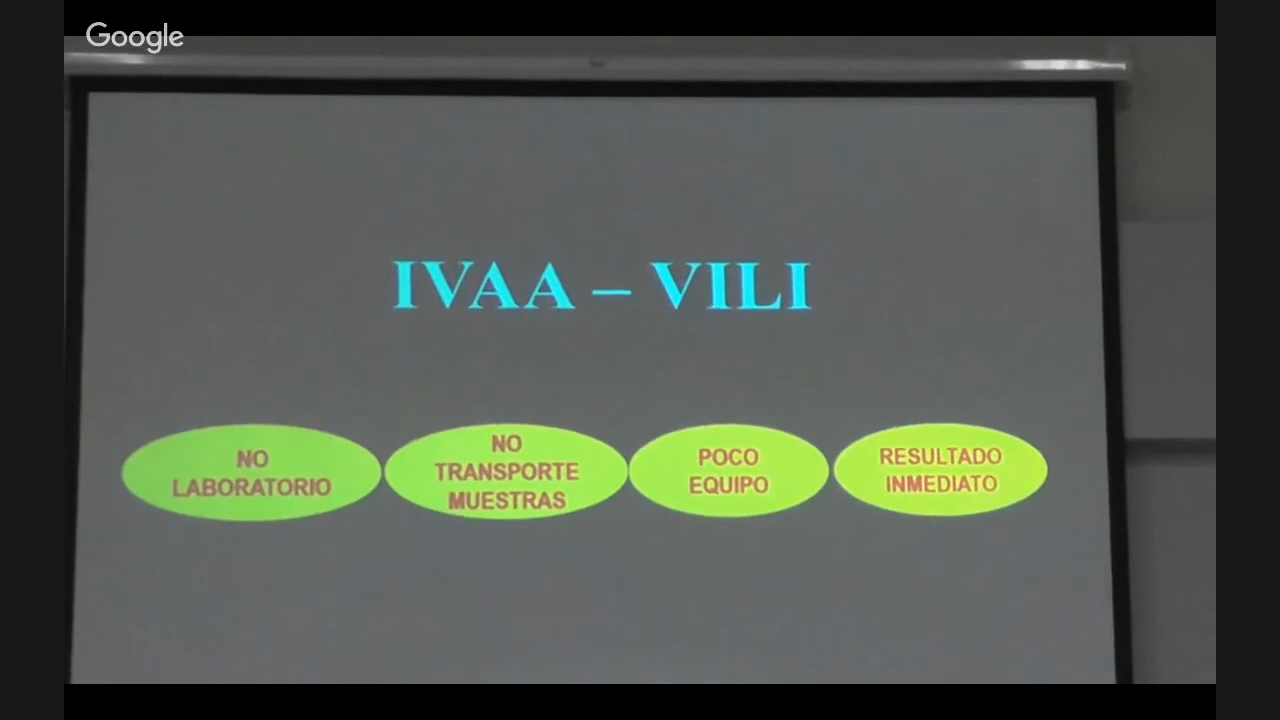 Google
IVAA – VILI
NO
LABORATORIO
NO
TRANSPORTE
MUESTRAS
POCO
EQUIPO
RESULTADO
INMEDIATO